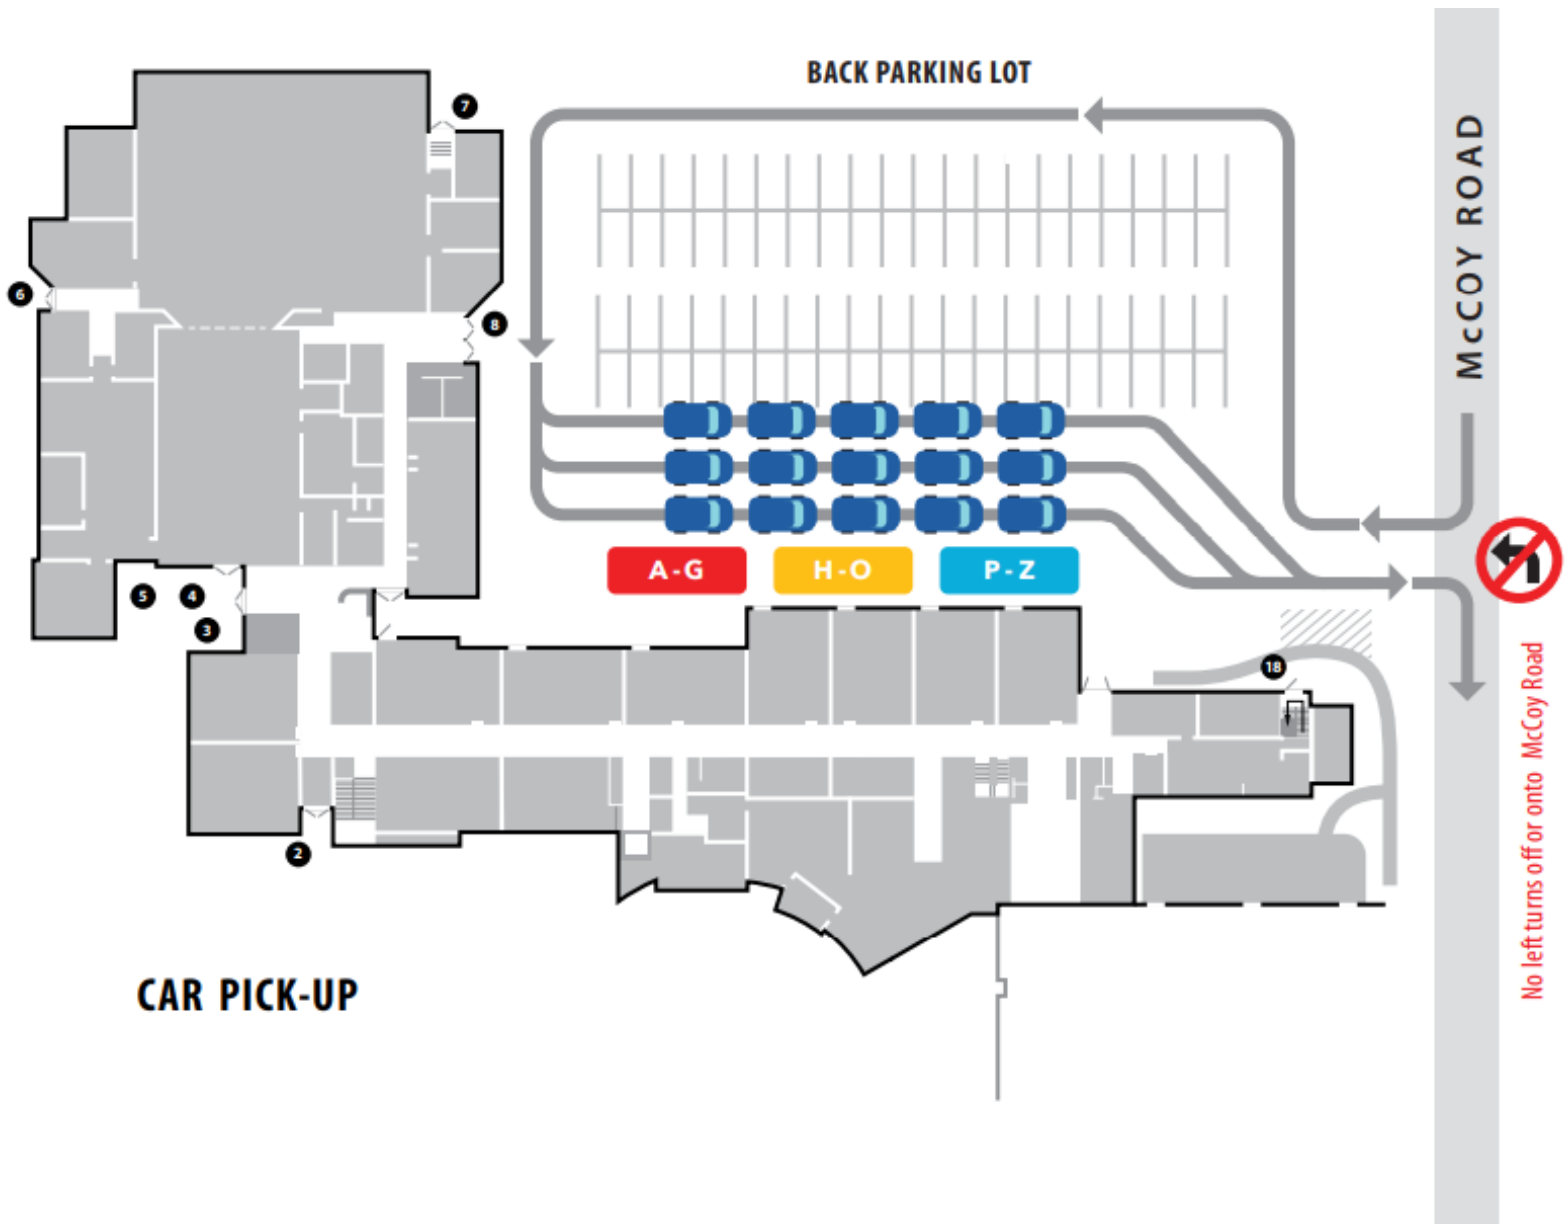 BACK PARKING LOT
7
McCOY ROAD
6
8
A-G
H-O
P-Z
5
4
3
18
No left turns off or onto McCoy Road
2
CAR PICK-UP